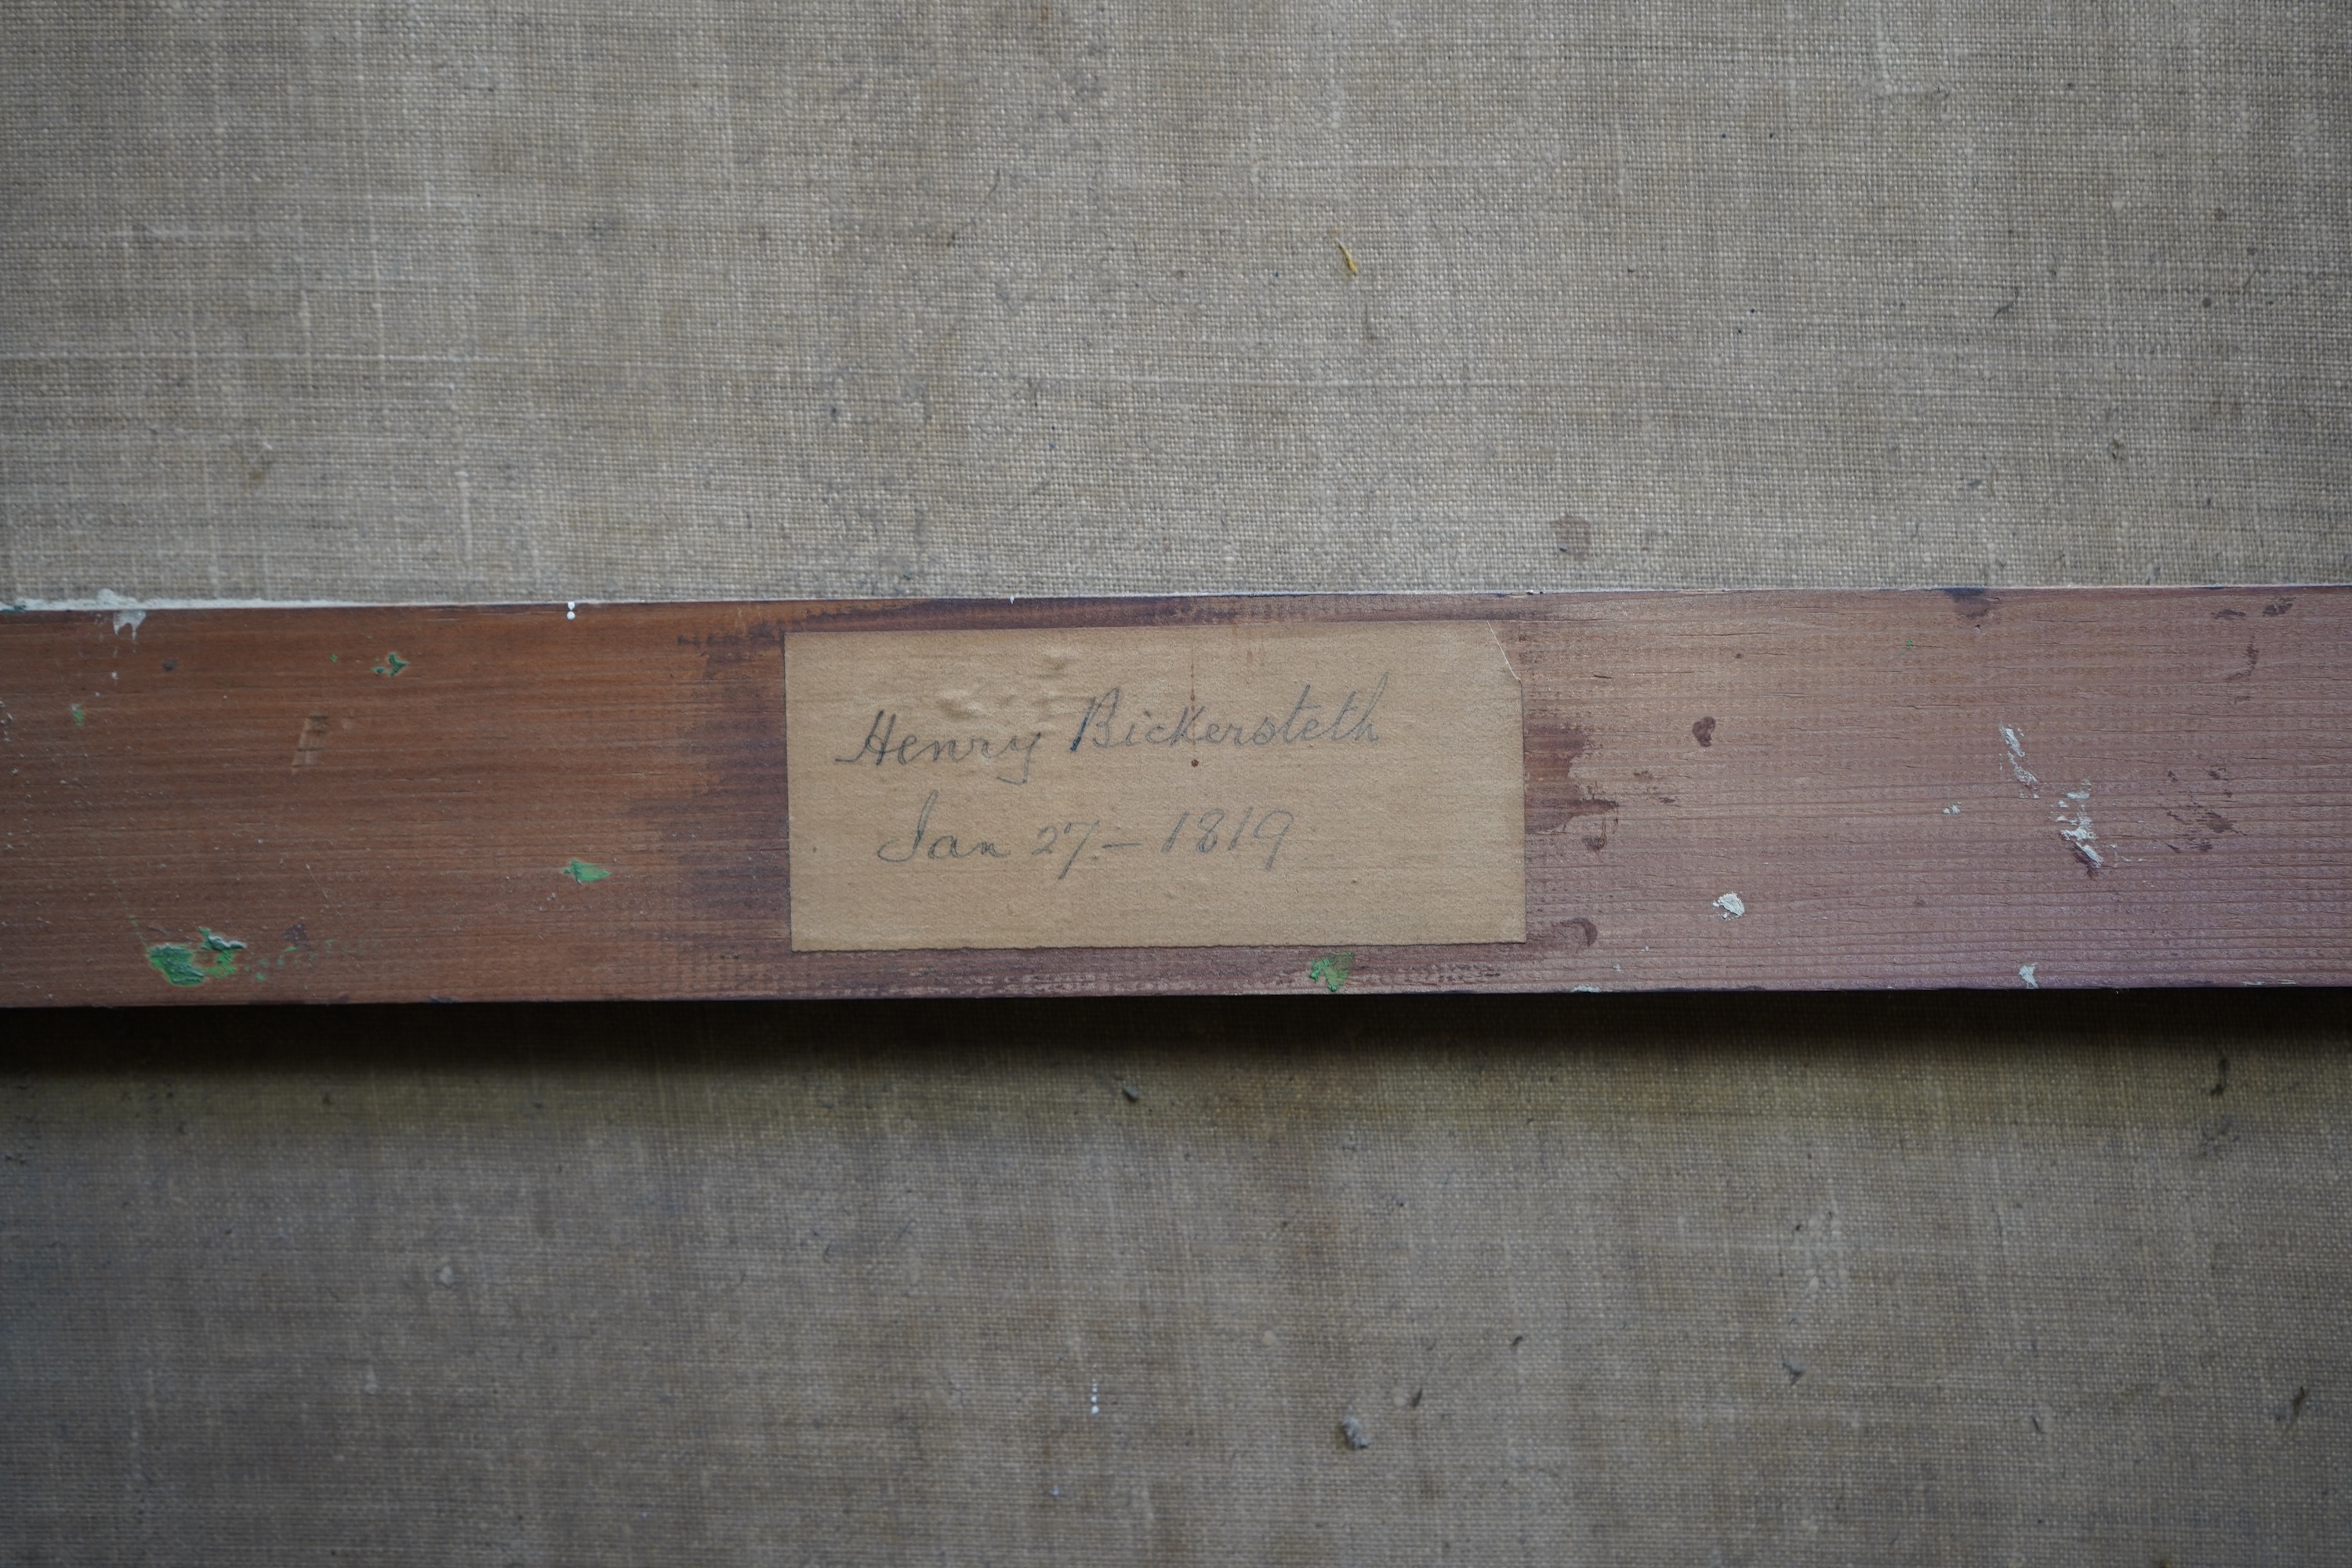 Henry Bickersteth
Jan 27 – 1819